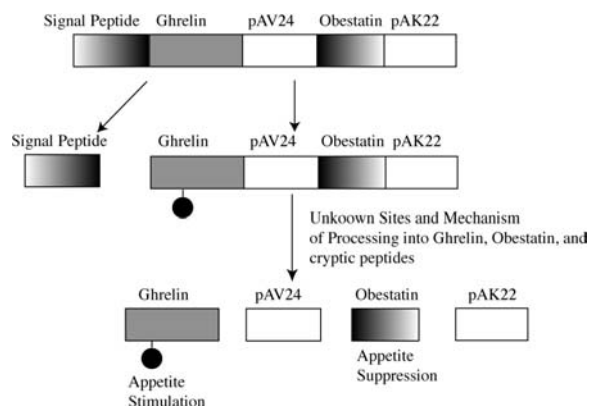 Signal Peptide Ghrelin pAV24 Obestatin pAK22
Signal Peptide Ghrelin pAV24 Obestatin pAK22
Unkoown Sites and Mechanism
of Processing into Ghrelin, Obestatin, and
cryptic peptides
Ghrelin pAV24 Obestatin pAK22
Appetite
Stimulation
Appetite
Suppression